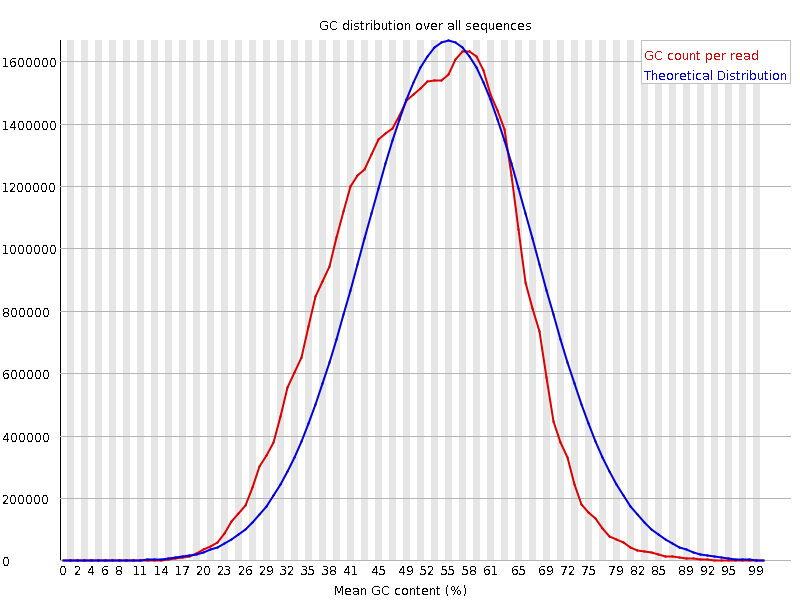 GC distribution over all sequences
GC count per read
Theoretical Distribution
1600000
1400000
1200000
1000000
800000
600000
400000
200000
0
0 2 4 6 8 11 14 17 20 23 26 29 32 35 38 41 45 49 52 55 58 61 65 69 72 75 79 82 85 89 92 95 99
Mean GC content (%)